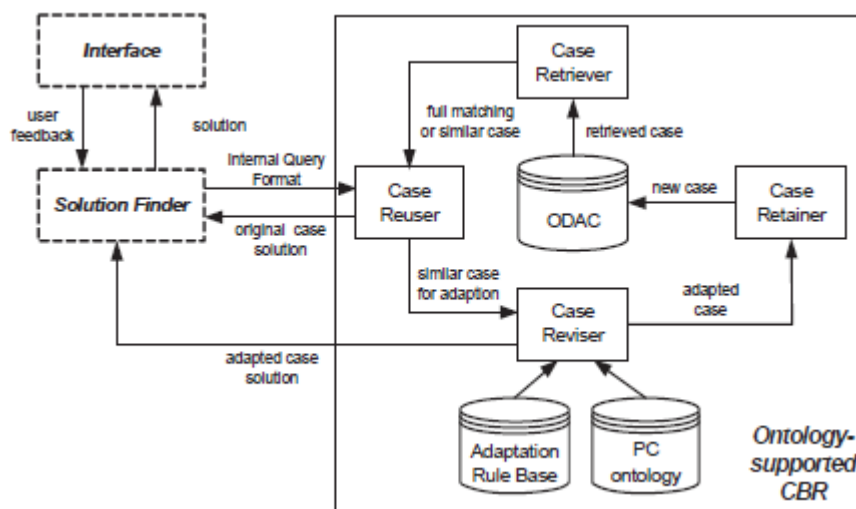 Interface
Case
Retriever
user
feedback
solution
full matching
or similar case
retrieved case
Internal Query
Format
Solution Finder
Case
Reuser
ODAC
new case
Case
Retainer
original case
solution
similar case
for adaption
adapted
case
Case
Reviser
adapted case
solution
Adaptation
Rule Base
PC
ontology
Ontology-
supported
CBR